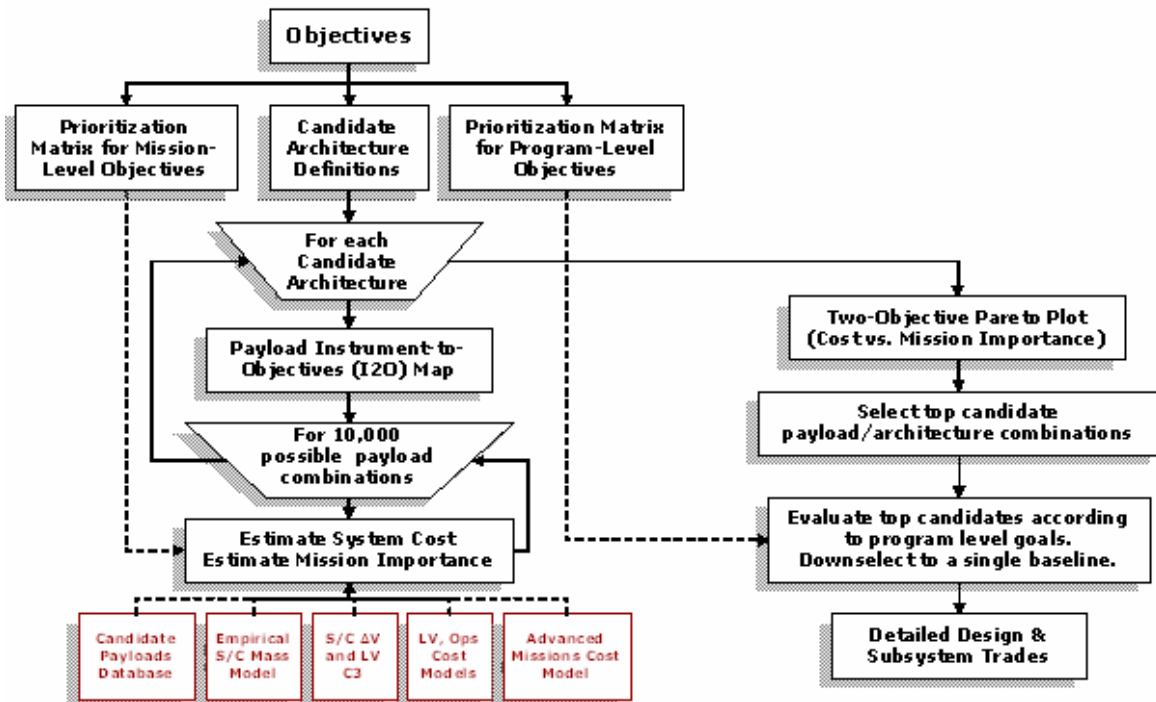 Objectives
Prioritization
Matrix for Mission-
Level Objectives
Candidate
Architecture
Definitions
Prioritization Matrix
for Program-Level
Objectives
For each
Candidate
Architecture
Payload Instrument-to-
Objectives (I2O) Map
For 10,000
possible payload
combinations
Estimate System Cost
Estimate Mission Importance
Candidate
Payloads
Database
Empirical
S/C Mass
Model
S/C ΔV
and LV
C3
LV, Ops
Cost
Models
Advanced
Missions Cost
Model
Two-Objective Pareto Plot
(Cost vs. Mission Importance)
Select top candidate
payload/architecture combinations
Evaluate top candidates according
to program level goals.
Downselect to a single baseline.
Detailed Design &
Subsystem Trades